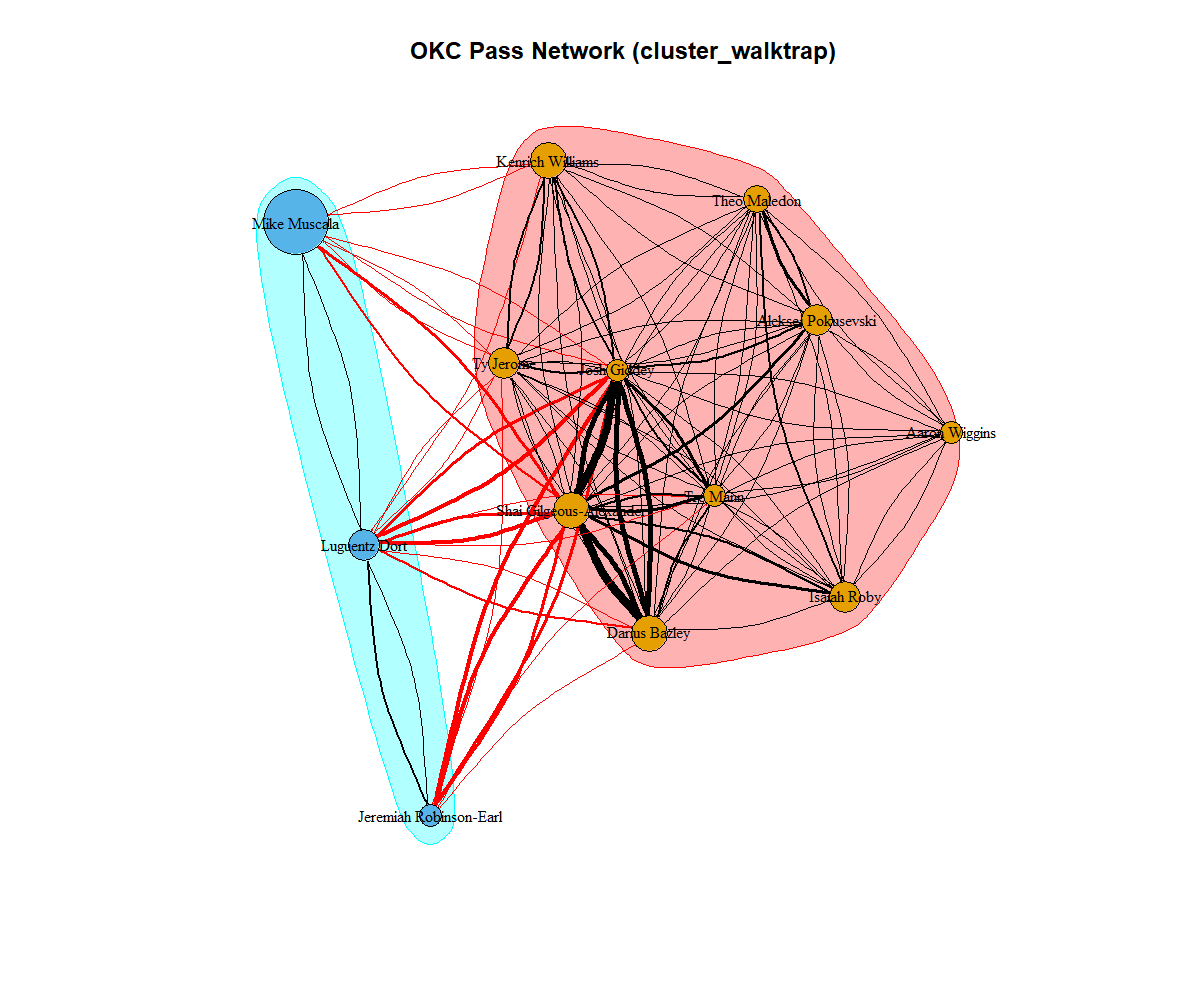 OKC Pass Network (cluster_walktrap)
Kenrich Williams
Theo Maledon
Mike Muscala
Aleksej Pokusevski
Ty Jerome
Josh Giddey
Aaron Wiggins
Tre Mann
Shai Gilgeous-Alexander
Luguentz Dort
Isaiah Roby
Darius Bazley
Jeremiah Robinson-Earl